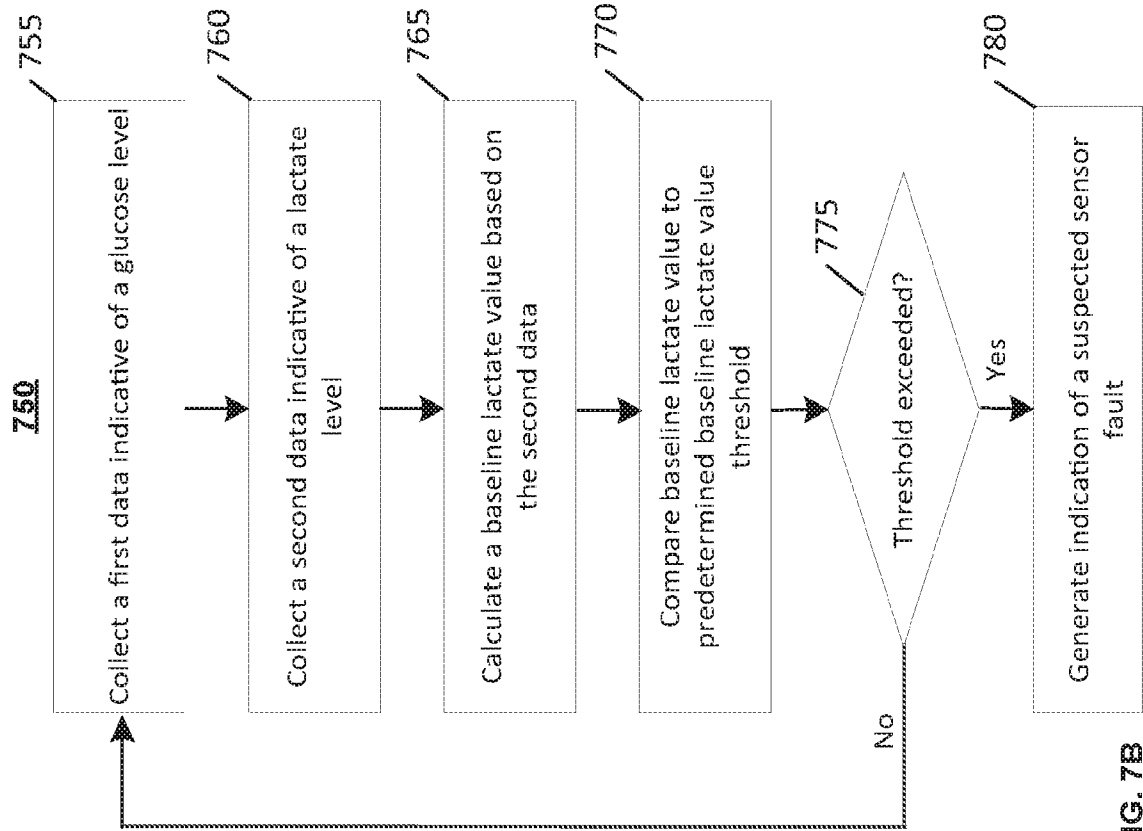 750
755
Collect a first data indicative of a glucose level
760
Collect a second data indicative of a lactate
level
765
Calculate a baseline lactate value based on
the second data
770
Compare baseline lactate value to
predetermined baseline lactate value
threshold
775
Threshold exceeded?
No
Yes
780
Generate indication of a suspected sensor
fault
IG. 7B